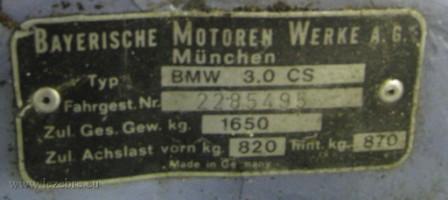 BAYERISCHE MOTOREN WERKE A.G.
München
Typ BMW 3.0 CS
Fahrgest. Nr. 2285495
Zul. Ges. Gew. kg. 1650
Zul. Achslast vorn kg. 820 hint. kg. 870
Made in Germany